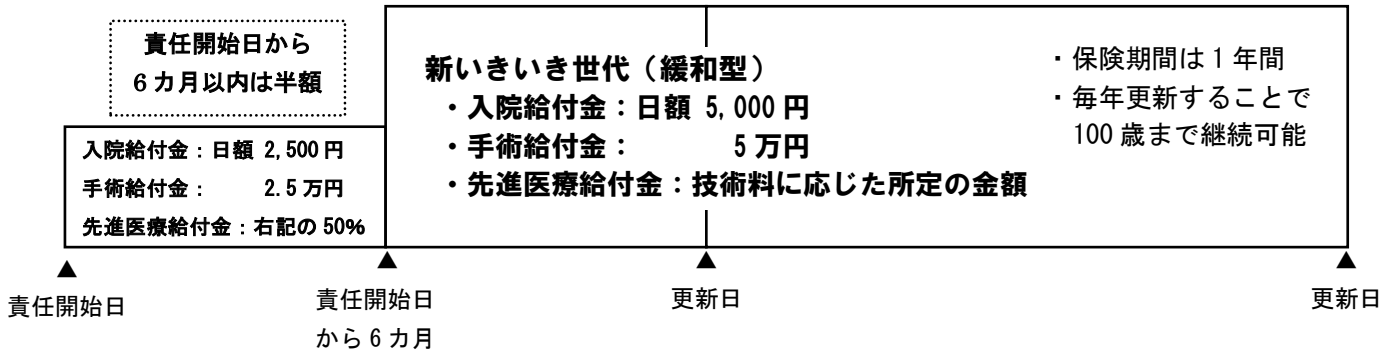 責任開始日から
6カ月以内は半額
入院給付金：日額 2,500円
手術給付金： 2.5万円
先進医療給付金：右記の50%
新いきいき世代（緩和型）
・入院給付金：日額 5,000円
・手術給付金： 5万円
・先進医療給付金：技術料に応じた所定の金額
・保険期間は1年間
・毎年更新することで
100歳まで継続可能
▲
責任開始日
▲
責任開始日
から6カ月
▲
更新日
▲
更新日